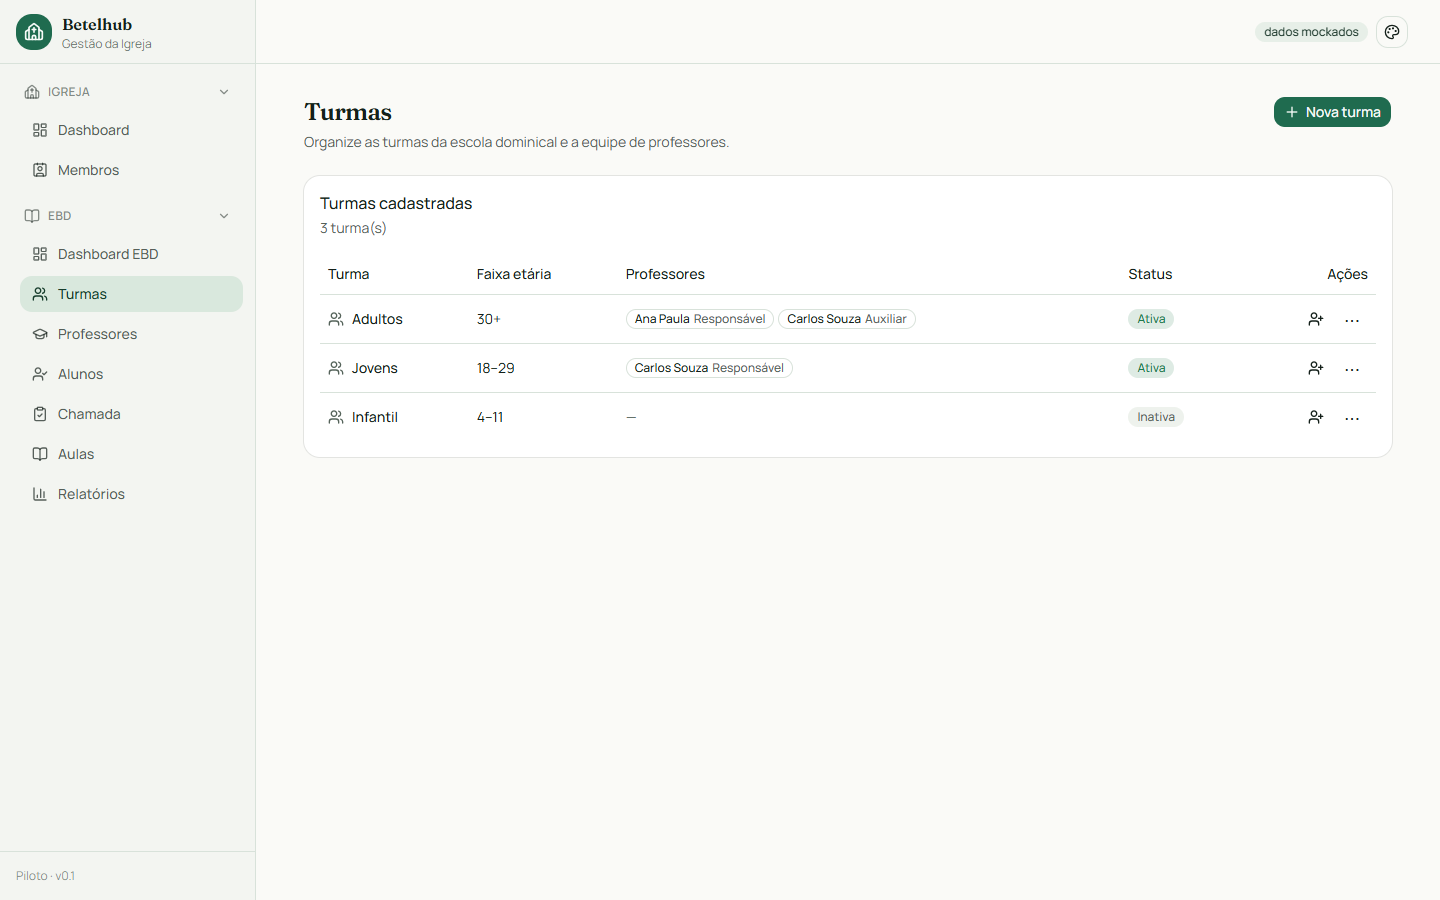 Betelhub
Gestão da Igreja
dados mockados
IGREJA
Dashboard
Membros
EBD
Dashboard EBD
Turmas
Professores
Alunos
Chamada
Aulas
Relatórios
Piloto · v0.1
Turmas
Organize as turmas da escola dominical e a equipe de professores.
Nova turma
Turmas cadastradas
3 turma(s)
Turma Faixa etária Professores Status Ações
Adultos 30+ Ana Paula Responsável Carlos Souza Auxiliar Ativa
Jovens 18–29 Carlos Souza Responsável Ativa
Infantil 4–11 — Inativa